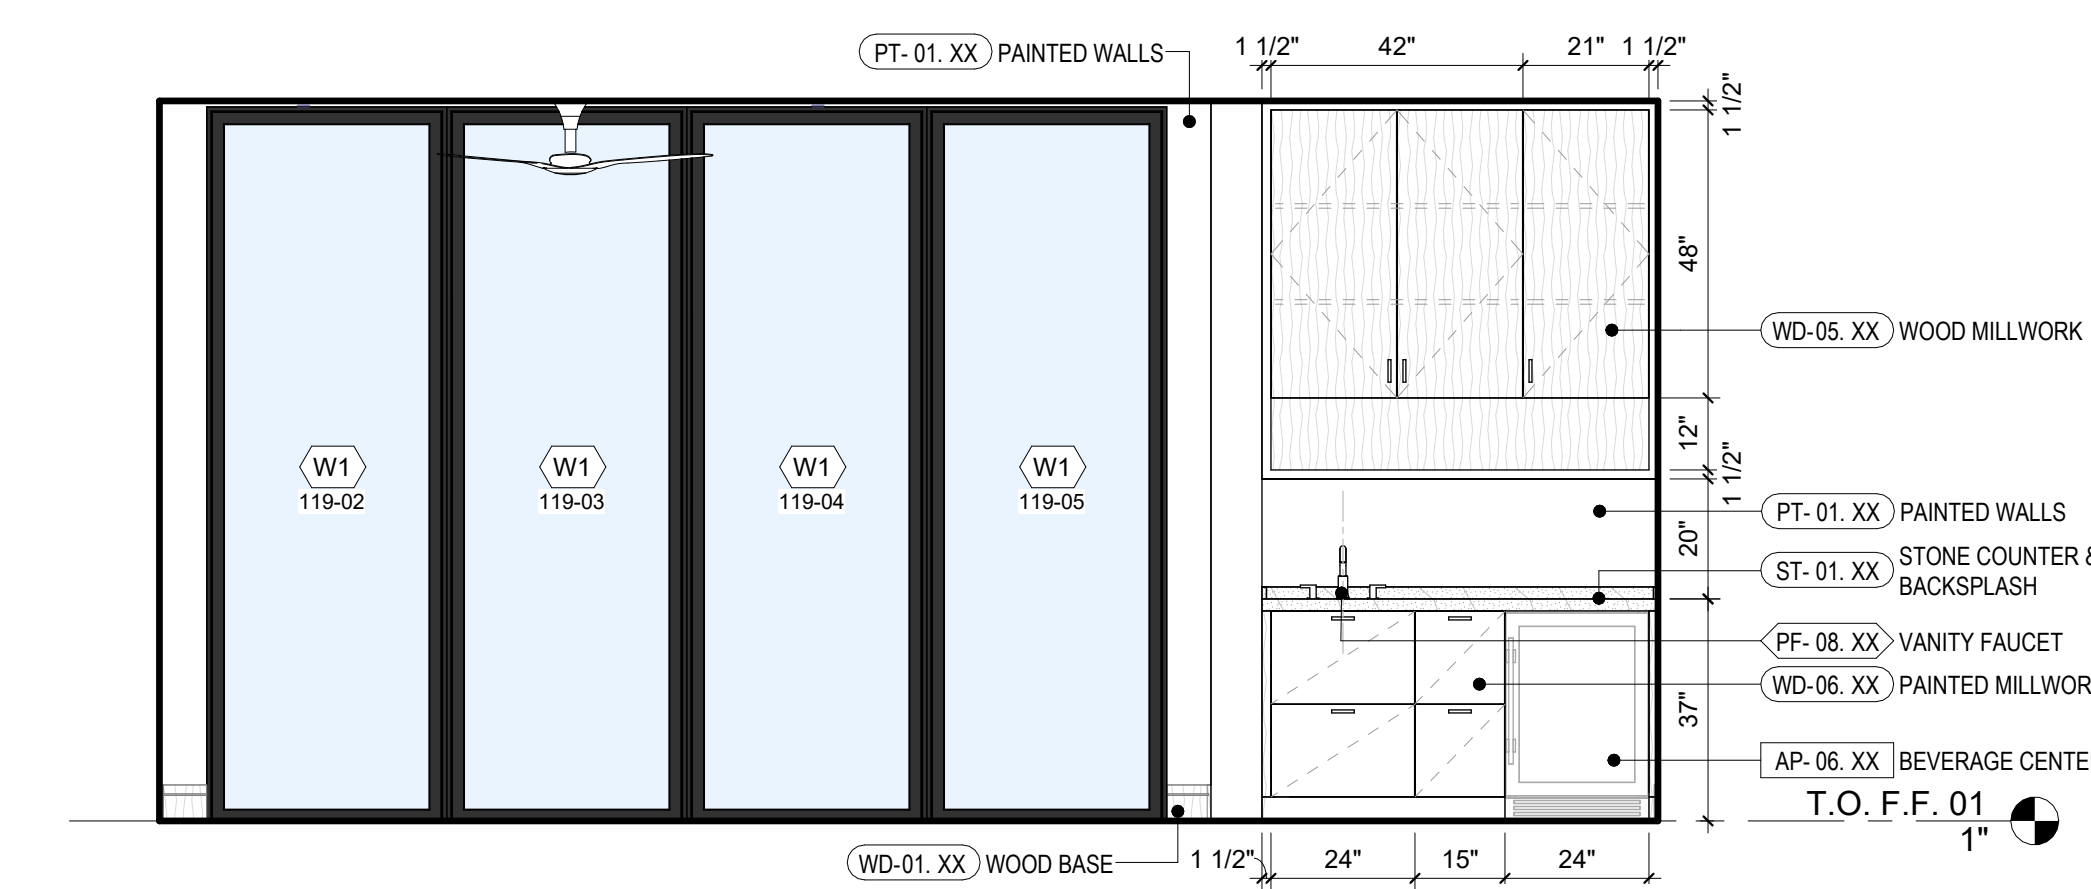 1 1/2" 42" 21" 1 1/2"
PT- 01. XX PAINTED WALLS
1 1/2"
48"
WD-05. XX WOOD MILLWORK
12"
1 1/2"
W1 W1 W1 W1
119-02 119-03 119-04 119-05
PT- 01. XX PAINTED WALLS
20"
STONE COUNTER &
ST- 01. XX
BACKSPLASH
PF- 08. XX VANITY FAUCET
WD-06. XX PAINTED MILLWOR
37"
AP- 06. XX BEVERAGE CENTE
T.O. F.F. 01
1"
WD-01. XX WOOD BASE
1 1/2" 24" 15" 24"